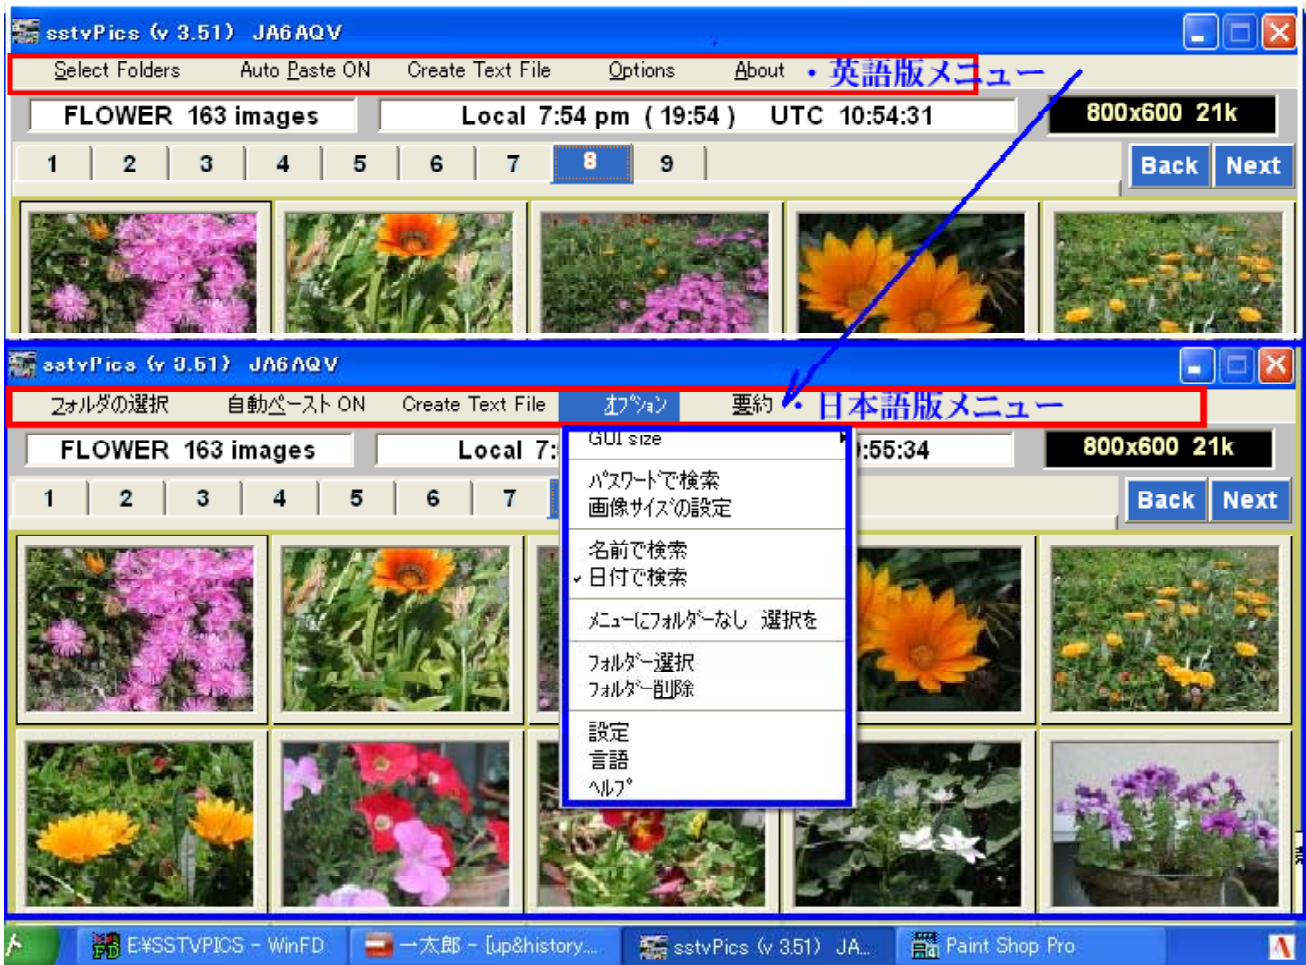 sstvPics (v 3.51) JA6AQV
Select Folders Auto Paste ON Create Text File Options About ・英語版メニュー
FLOWER 163 images Local 7:54 pm ( 19:54 ) UTC 10:54:31 800x600 21k
1 2 3 4 5 6 7 8 9 Back Next
sstvPics (v 3.51) JA6AQV
フォルダの選択 自動ペースト ON Create Text File オプション 要約 ・日本語版メニュー
FLOWER 163 images Local 7: :55:34 800x600 21k
1 2 3 4 5 6 7 Back Next
GUI size
パスワードで検索
画像サイズの設定
名前で検索
日付で検索
メニューにフォルダーなし 選択を
フォルダー選択
フォルダー削除
設定
言語
ヘルプ
ト E:¥SSTVPICS - WinFD 一太郎 - [up&history.... sstvPics (v 3.51) JA... Paint Shop Pro